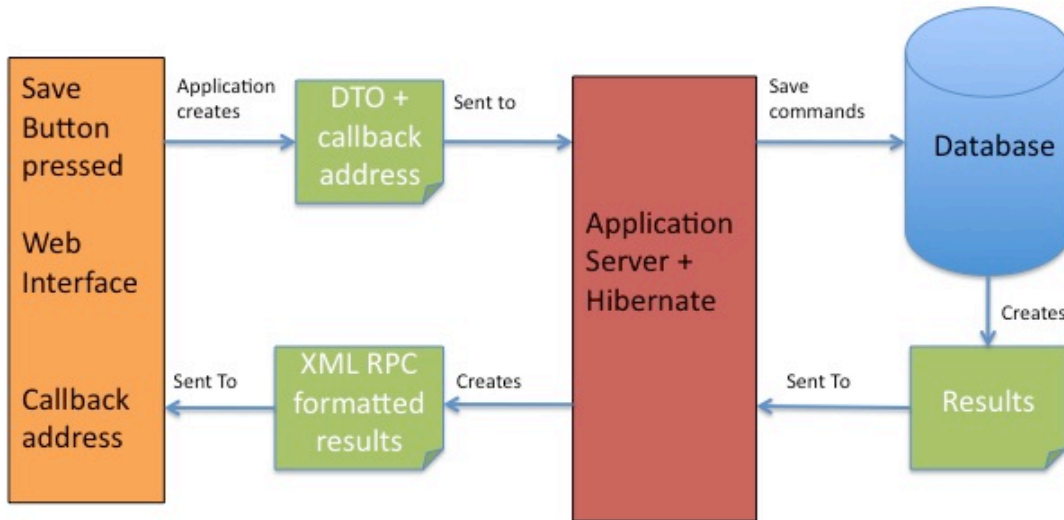 Save
Button
pressed
Web
Interface
Callback
address
Application
creates
DTO +
callback
address
Sent to
Application
Server +
Hibernate
Save
commands
Database
Creates
Results
Sent To
Creates
XML RPC
formatted
results
Sent To